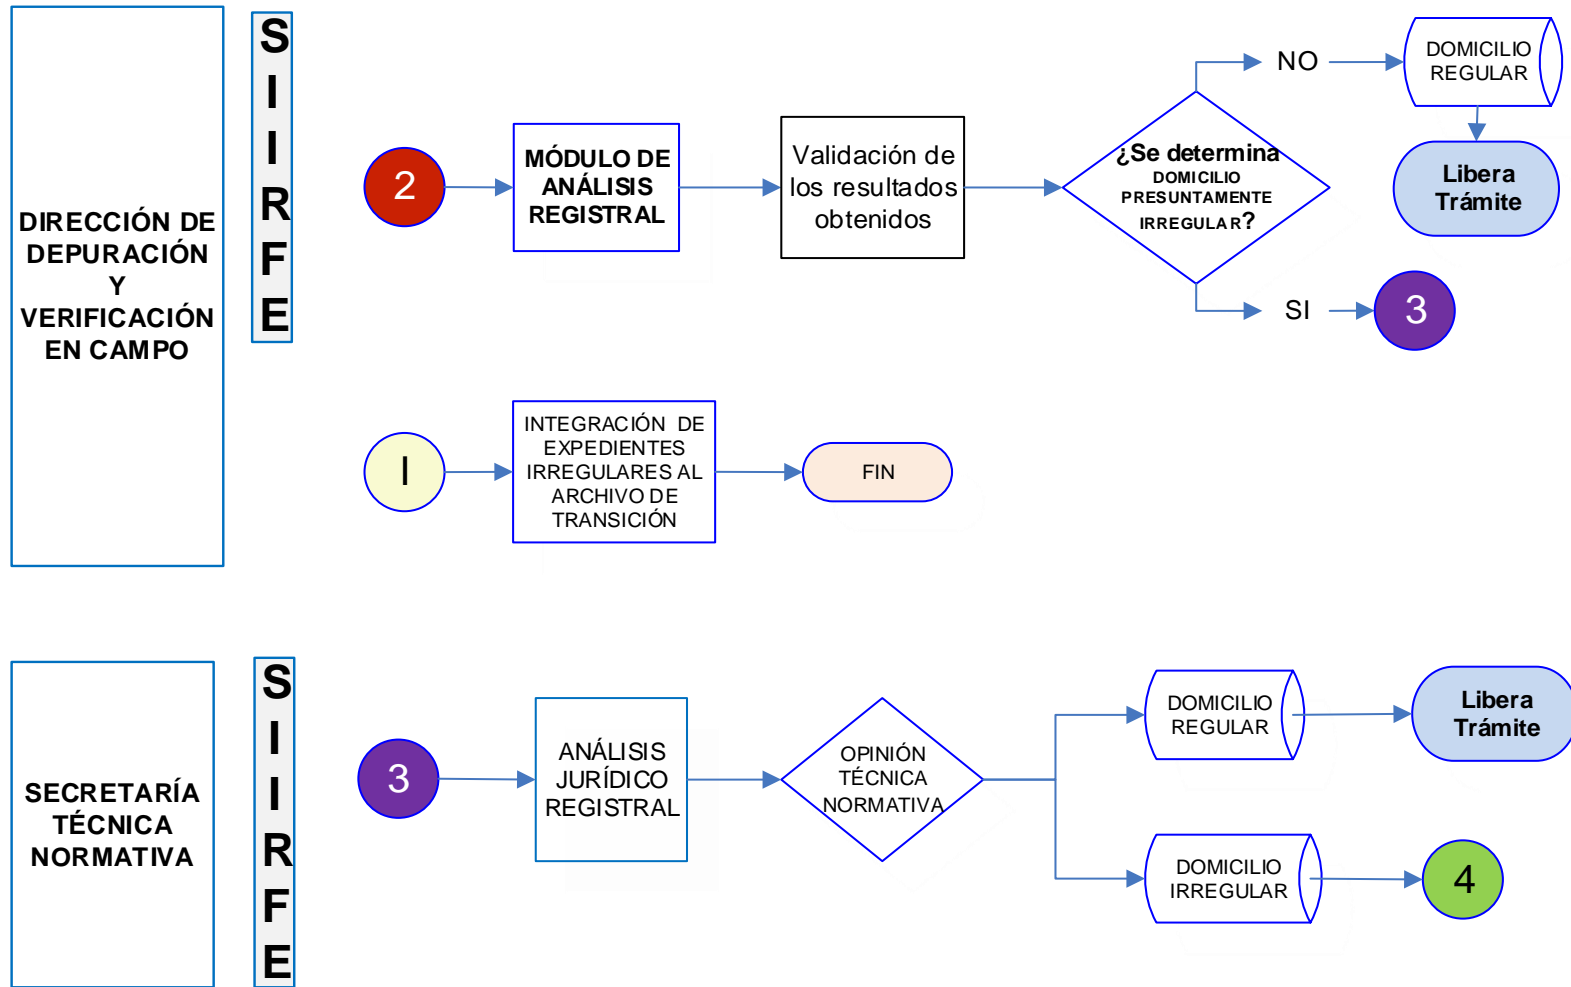 DIRECCIÓN DE
DEPURACIÓN
Y
VERIFICACIÓN
EN CAMPO
S
I
I
R
F
E
2
MÓDULO DE
ANÁLISIS
REGISTRAL
Validación de
los resultados
obtenidos
¿Se determina
DOMICILIO
PRESUNTAMENTE
IRREGULAR?
NO
DOMICILIO
REGULAR
Libera
Trámite
SI
3
I
INTEGRACIÓN DE
EXPEDIENTES
IRREGULARES AL
ARCHIVO DE
TRANSICIÓN
FIN
SECRETARÍA
TÉCNICA
NORMATIVA
S
I
I
R
F
E
3
ANÁLISIS
JURÍDICO
REGISTRAL
OPINIÓN
TÉCNICA
NORMATIVA
DOMICILIO
REGULAR
Libera
Trámite
DOMICILIO
IRREGULAR
4